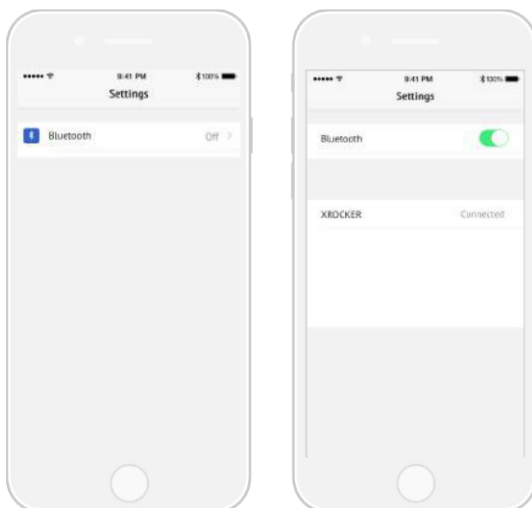 9:41 PM
100%
Settings
Bluetooth
Off
9:41 PM
100%
Settings
Bluetooth
XROCKER
Connected